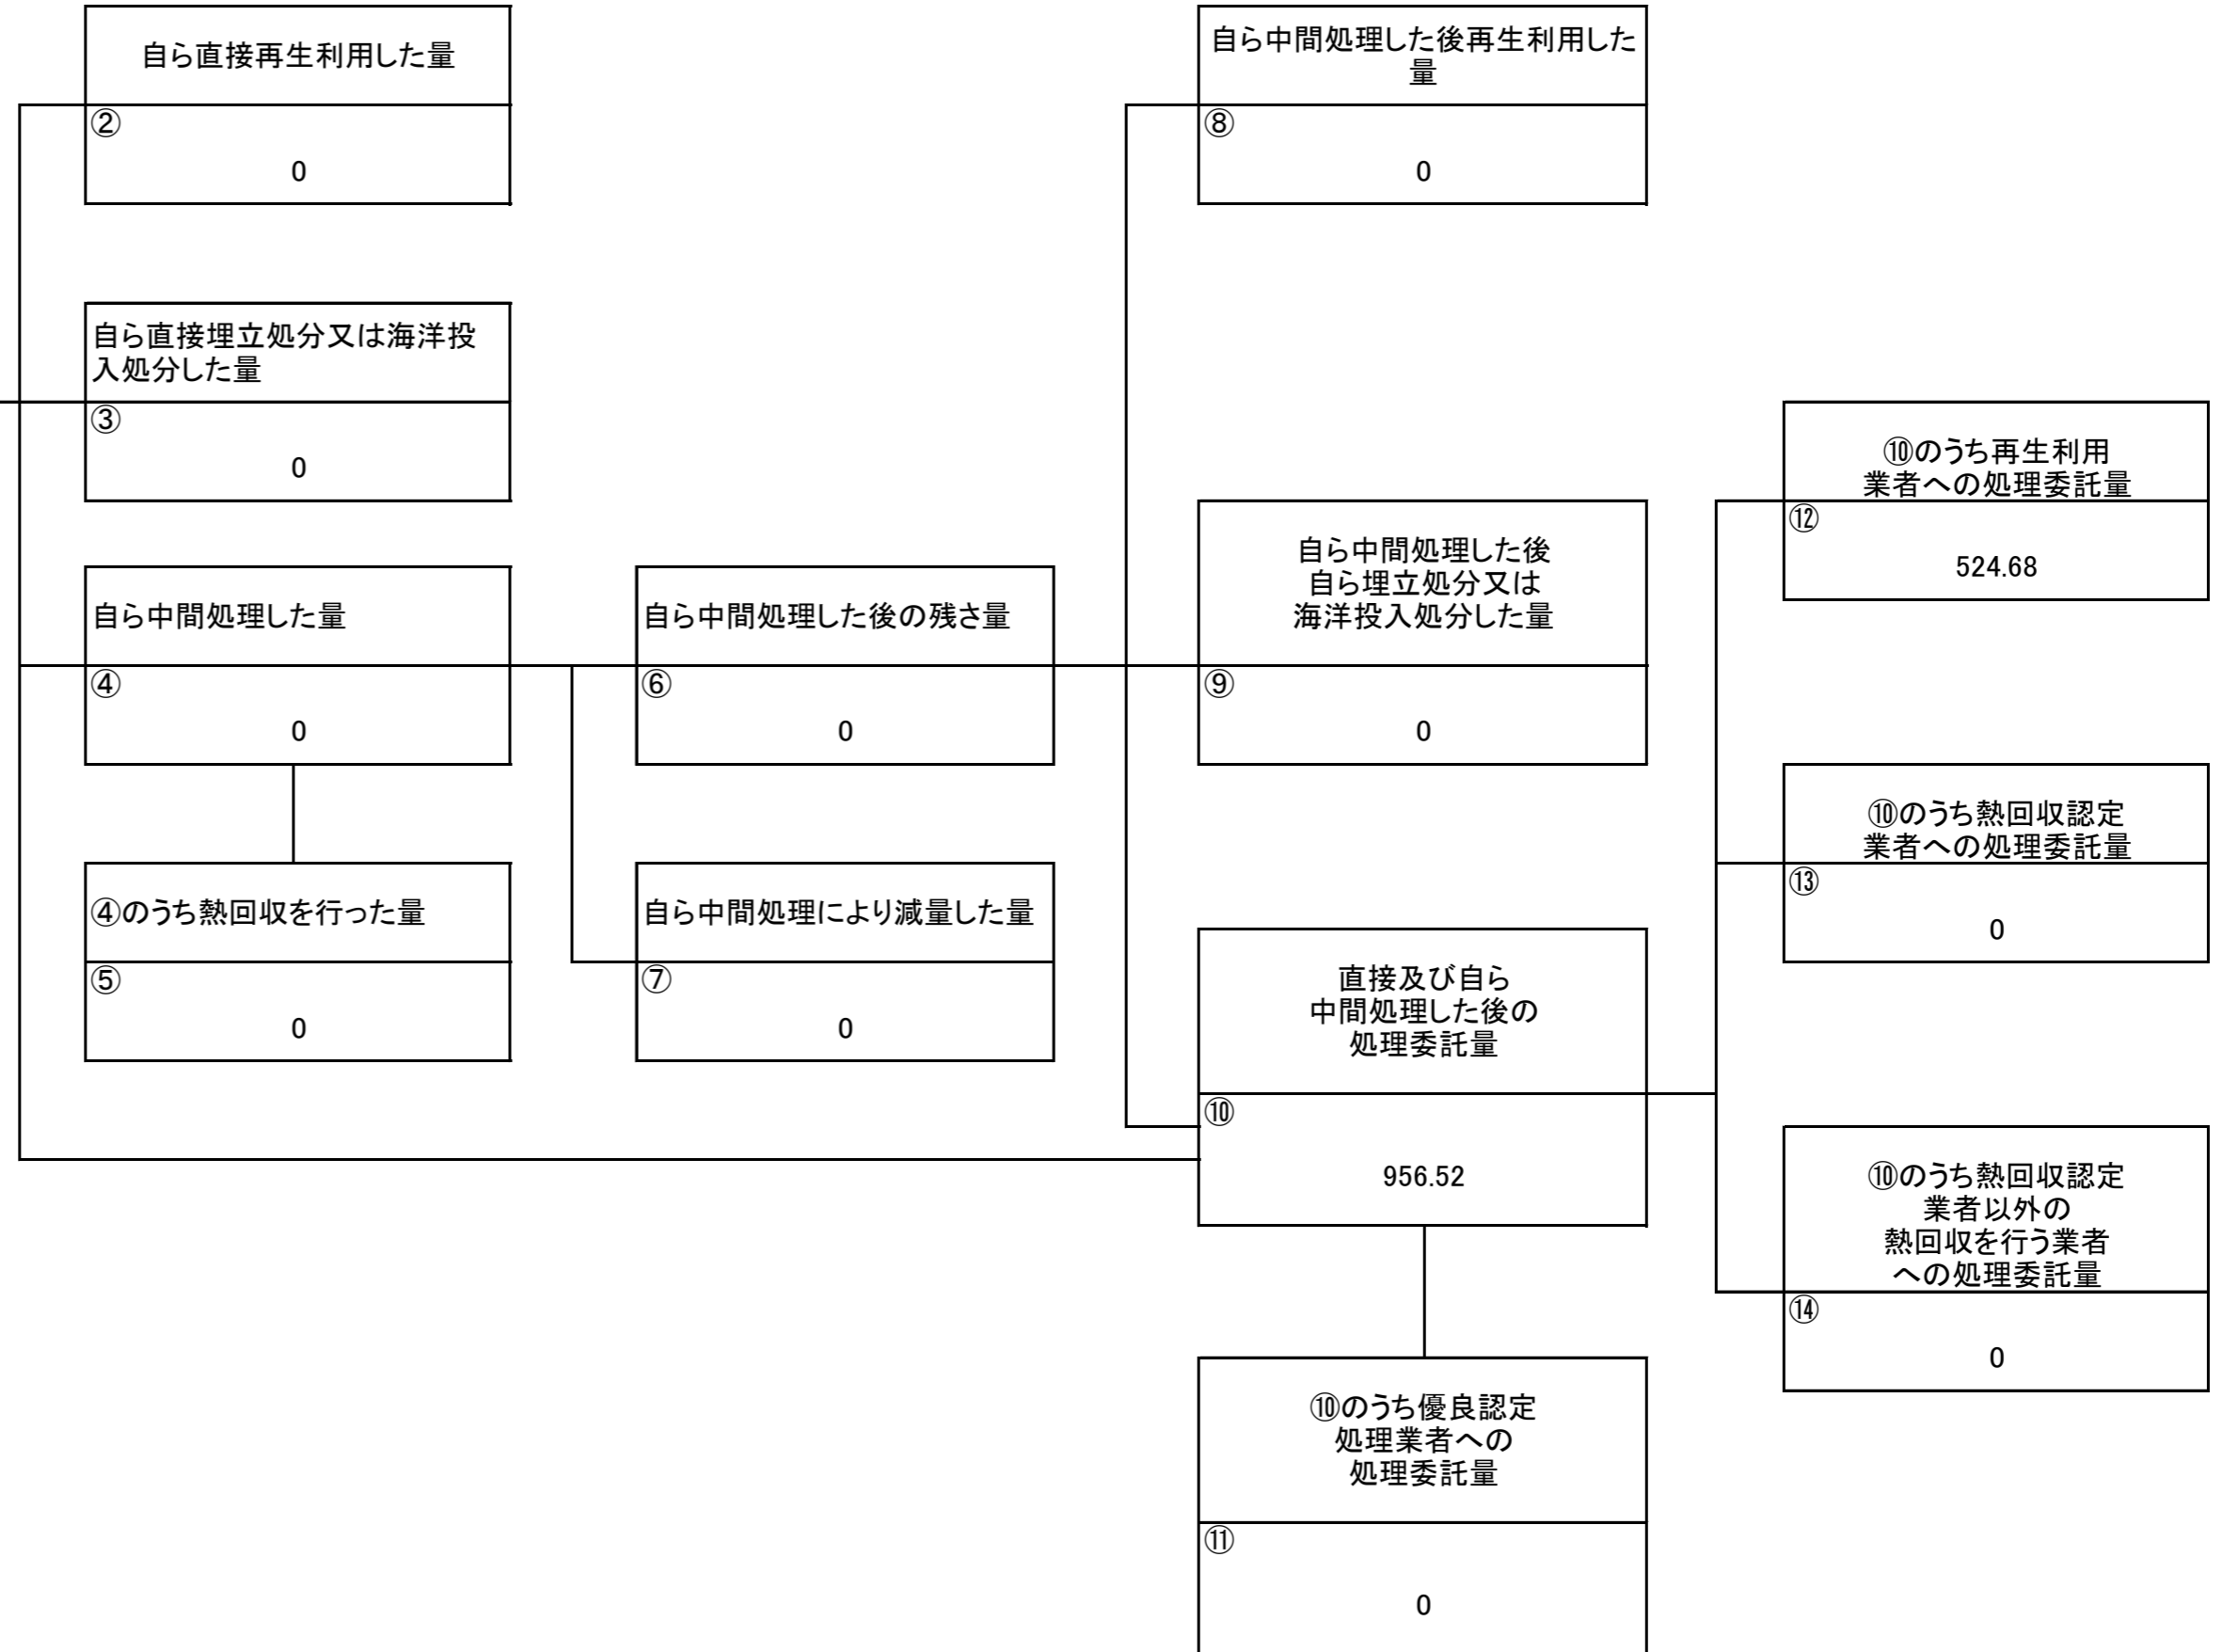 自ら直接再生利用した量
②
0
自ら直接埋立処分又は海洋投
入処分した量
③
0
自ら中間処理した量
④
0
④のうち熱回収を行った量
⑤
0
自ら中間処理した後の残さ量
⑥
0
自ら中間処理により減量した量
⑦
0
自ら中間処理した後再生利用した
量
⑧
0
自ら中間処理した後
自ら埋立処分又は
海洋投入処分した量
⑨
0
直接及び自ら
中間処理した後の
処理委託量
⑩
956.52
⑩のうち優良認定
処理業者への
処理委託量
⑪
0
⑩のうち再生利用
業者への処理委託量
⑫
524.68
⑩のうち熱回収認定
業者への処理委託量
⑬
0
⑩のうち熱回収認定
業者以外の
熱回収を行う業者
への処理委託量
⑭
0